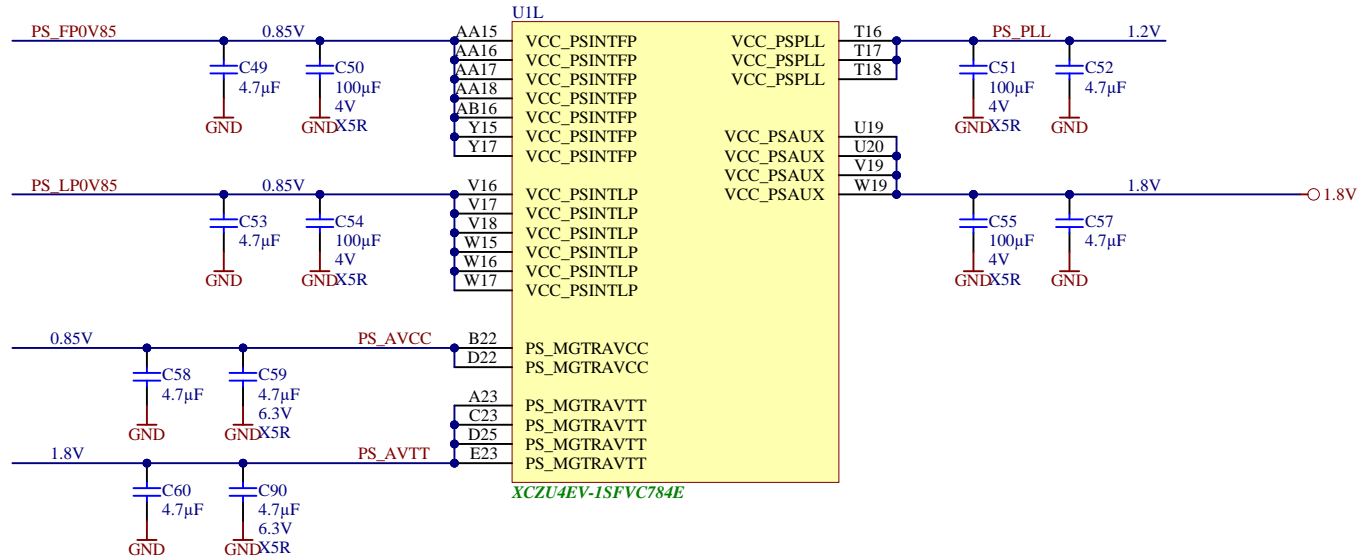 U1L
PS_FP0V85 0.85V
C49
4.7µF
GND
C50
100µF
4V
X5R
GND
AA15 VCC_PSINTFP
AA16 VCC_PSINTFP
AA17 VCC_PSINTFP
AA18 VCC_PSINTFP
AB16 VCC_PSINTFP
Y15 VCC_PSINTFP
Y17 VCC_PSINTFP
VCC_PSPLL T16
VCC_PSPLL T17
VCC_PSPLL T18
PS_PLL 1.2V
C51
100µF
4V
X5R
GND
C52
4.7µF
GND
PS_LP0V85 0.85V
C53
4.7µF
GND
C54
100µF
4V
X5R
GND
V16 VCC_PSINTLP
V17 VCC_PSINTLP
V18 VCC_PSINTLP
W15 VCC_PSINTLP
W16 VCC_PSINTLP
W17 VCC_PSINTLP
VCC_PSAUX U19
VCC_PSAUX U20
VCC_PSAUX V19
VCC_PSAUX W19
1.8V 1.8V
C55
100µF
4V
X5R
GND
C57
4.7µF
GND
0.85V PS_AVCC
C58
4.7µF
GND
C59
4.7µF
6.3V
X5R
GND
B22 PS_MGTRAVCC
D22 PS_MGTRAVCC
A23 PS_MGTRAVTT
C23 PS_MGTRAVTT
D25 PS_MGTRAVTT
E23 PS_MGTRAVTT
1.8V PS_AVTT
C60
4.7µF
GND
C90
4.7µF
6.3V
X5R
GND
XCZU4EV-1SFVC784E